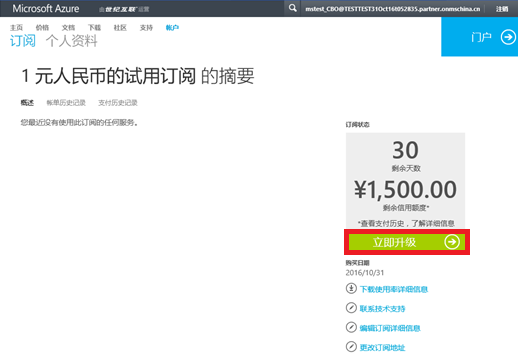 Microsoft Azure 由世纪互联运营 mstest_CBO@TESTTEST31Oct161052835.partner.onmschina.cn 注销
主页 价格 文档 下载 社区 支持 帐户
订阅 个人资料
门户
1 元人民币的试用订阅 的摘要
概述 帐单历史记录 支付历史记录
您最近没有使用此订阅的任何服务。
订阅状态
30
剩余天数
¥1,500.00
剩余信用额度*
*查看支付历史，了解详细信息
立即升级
购买日期
2016/10/31
下载使用率详细信息
联系技术支持
编辑订阅详细信息
更改订阅地址